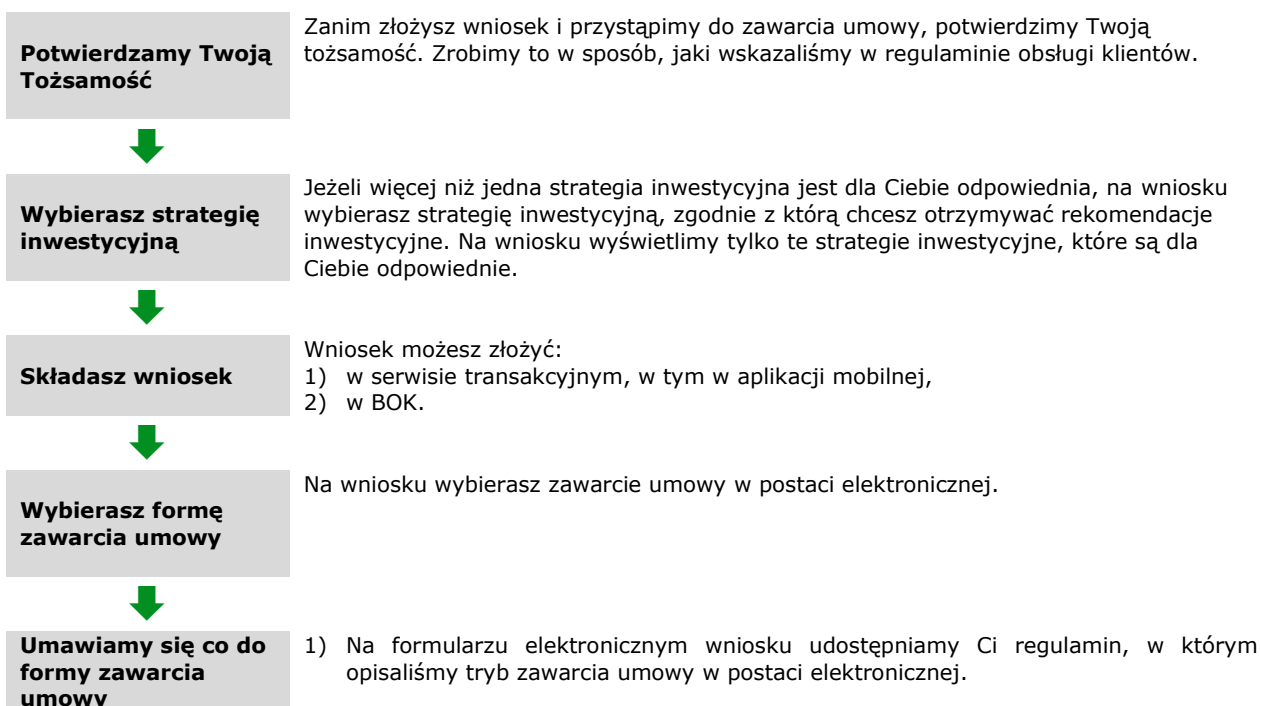 Potwierdzamy Twoją
Tożsamość
Zanim złożysz wniosek i przystąpimy do zawarcia umowy, potwierdzimy Twoją
tożsamość. Zrobimy to w sposób, jaki wskazaliśmy w regulaminie obsługi klientów.
Wybierasz strategię
inwestycyjną
Jeżeli więcej niż jedna strategia inwestycyjna jest dla Ciebie odpowiednia, na wniosku
wybierasz strategię inwestycyjną, zgodnie z którą chcesz otrzymywać rekomendacje
inwestycyjne. Na wniosku wyświetlimy tylko te strategie inwestycyjne, które są dla
Ciebie odpowiednie.
Składasz wniosek
Wniosek możesz złożyć:
1) w serwisie transakcyjnym, w tym w aplikacji mobilnej,
2) w BOK.
Wybierasz formę
zawarcia umowy
Na wniosku wybierasz zawarcie umowy w postaci elektronicznej.
Umawiamy się co do
formy zawarcia
umowy
1) Na formularzu elektronicznym wniosku udostępniamy Ci regulamin, w którym
opisaliśmy tryb zawarcia umowy w postaci elektronicznej.